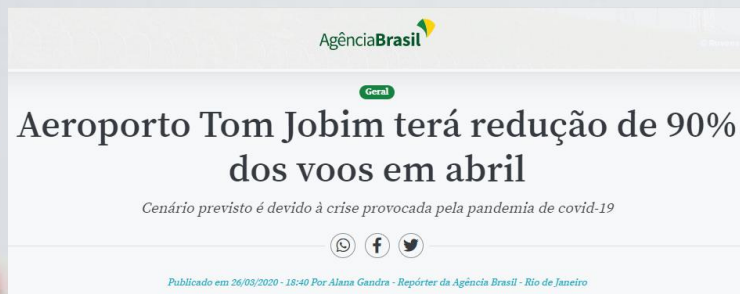 AgênciaBrasil
Geral
Aeroporto Tom Jobim terá redução de 90%
dos voos em abril
Cenário previsto é devido à crise provocada pela pandemia de covid-19
Publicado em 26/03/2020 - 18:40 Por Alana Gandra - Repórter da Agência Brasil - Rio de Janeiro